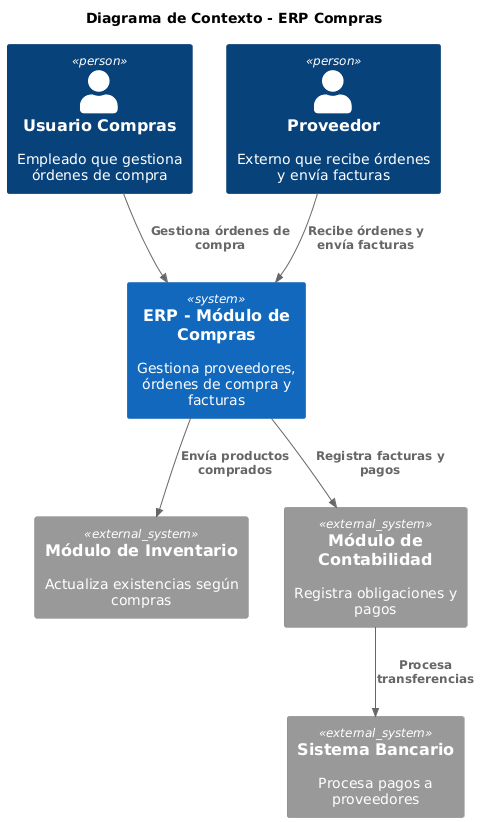 Diagrama de Contexto - ERP Compras
«person»
Usuario Compras
Empleado que gestiona
órdenes de compra
«person»
Proveedor
Externo que recibe órdenes
y envía facturas
Gestiona órdenes de
compra
Recibe órdenes y
envía facturas
«system»
ERP - Módulo de
Compras
Gestiona proveedores,
órdenes de compra y
facturas
Envía productos
comprados
Registra facturas y
pagos
«external_system»
Módulo de Inventario
Actualiza existencias según
compras
«external_system»
Módulo de
Contabilidad
Registra obligaciones y
pagos
Procesa
transferencias
«external_system»
Sistema Bancario
Procesa pagos a
proveedores